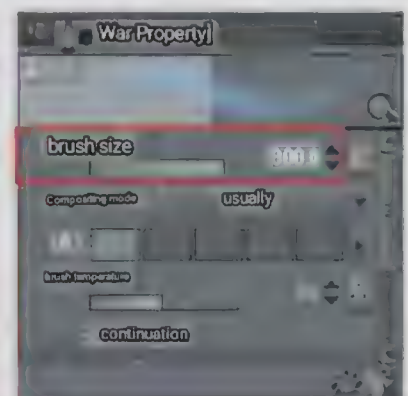 War Property]
brush size
Compositing mode usually
brush temperature
continuation